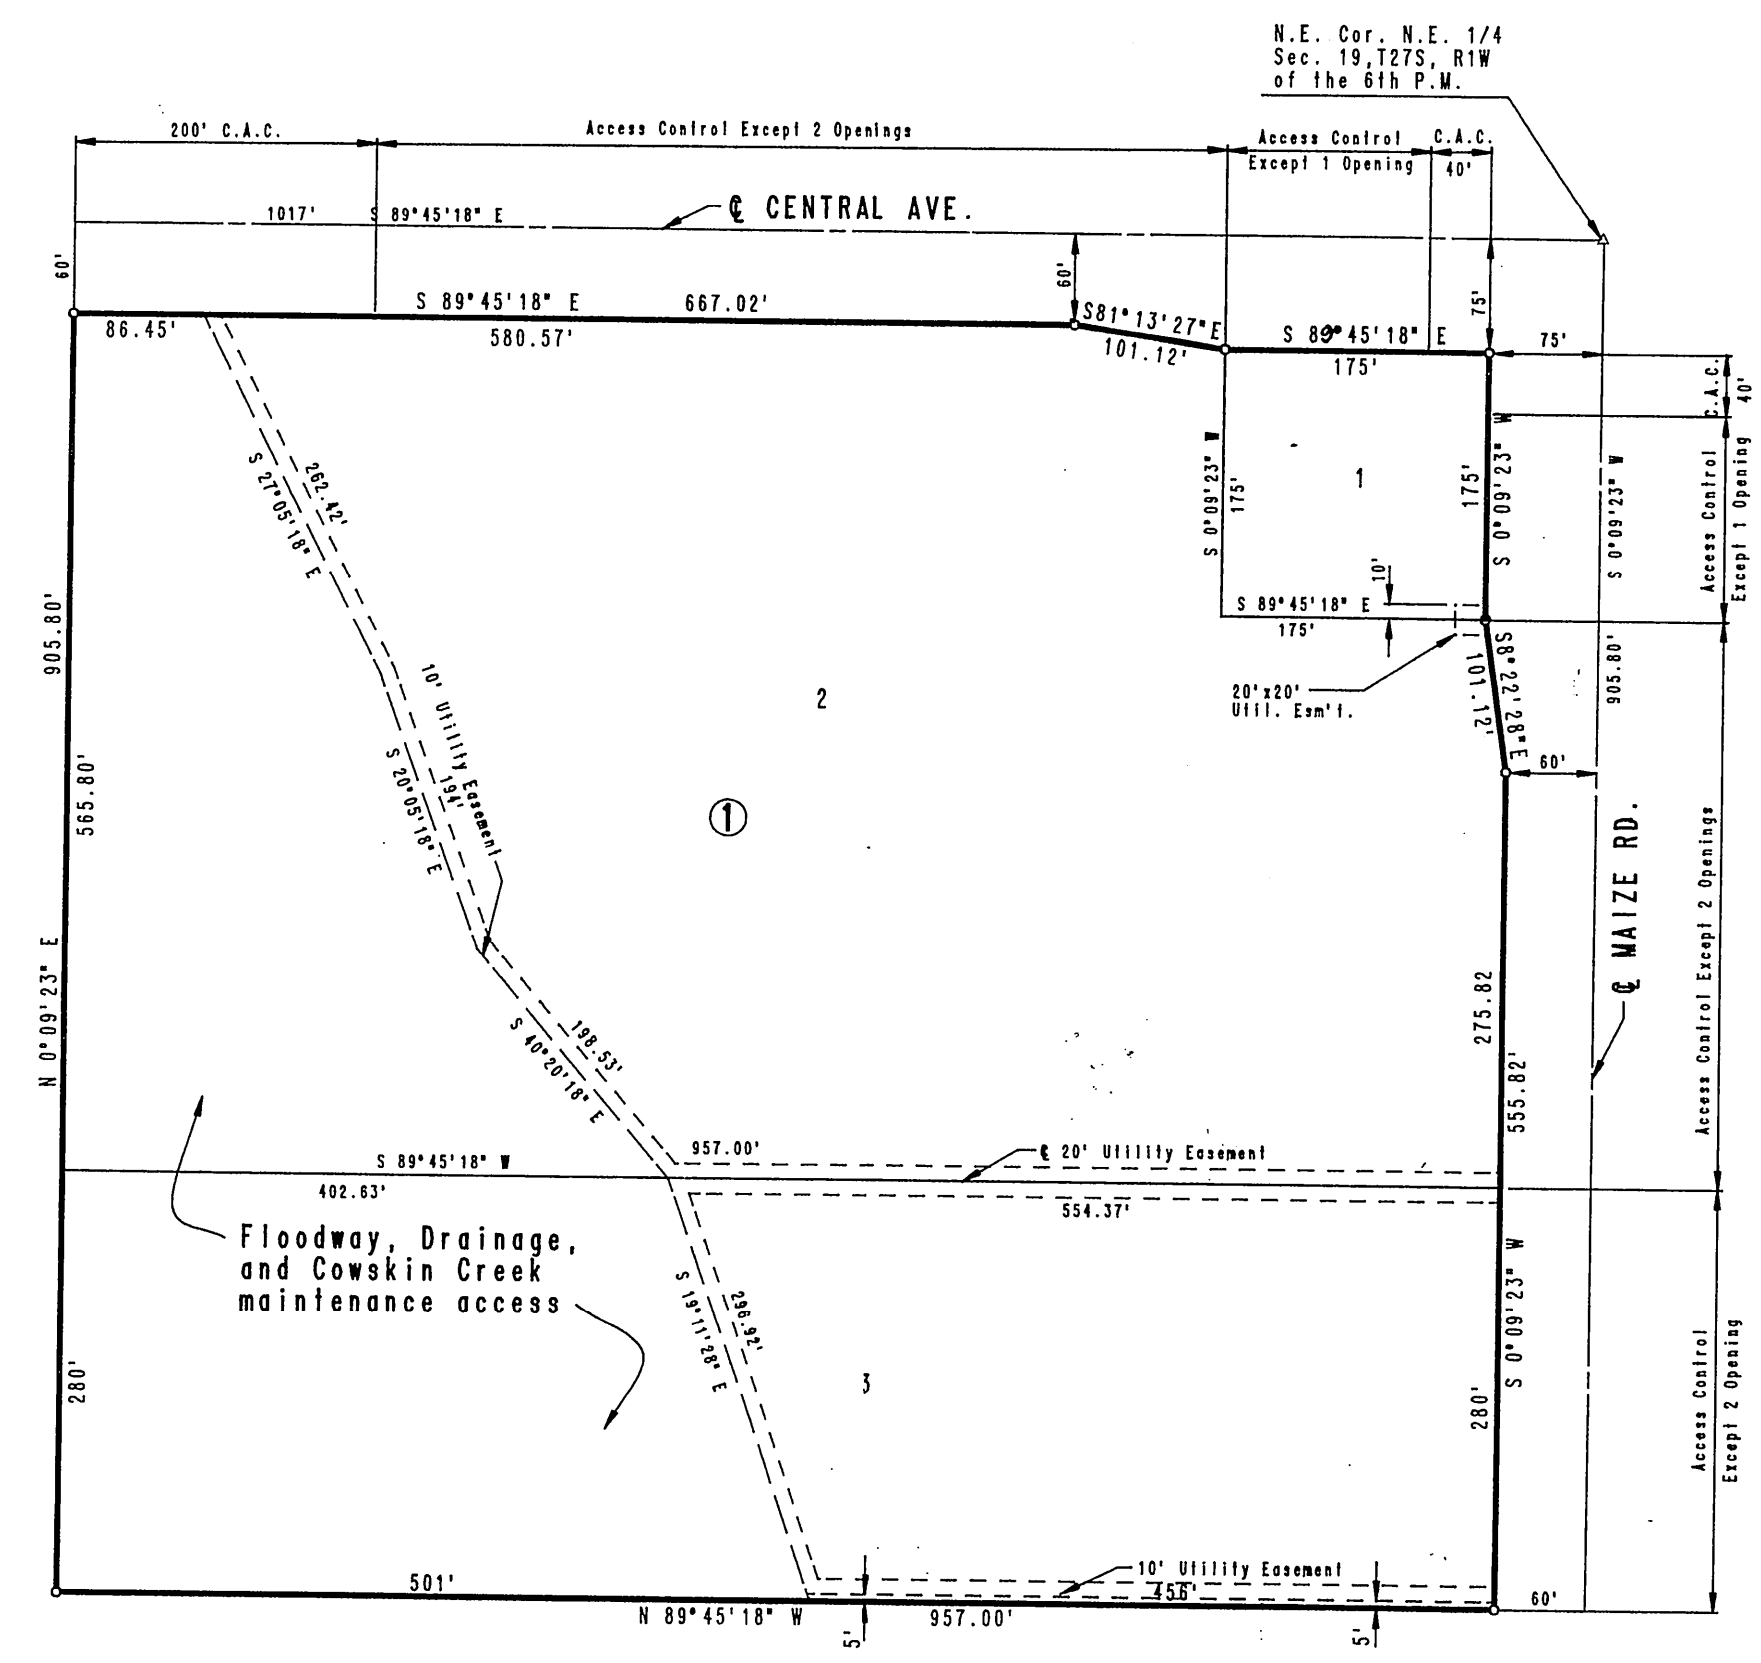 N.E. Cor. N.E. 1/4
Sec. 19,T27S, R1W
of the 6th P.M.
200' C.A.C.
Access Control Except 2 Openings
Access Control
Except 1 Opening
C.A.C.
40'
1017'
S 89°45'18" E
℄ CENTRAL AVE.
60'
60'
75'
S 89°45'18" E
667.02'
86.45'
580.57'
S81°13'27"E
101.12'
S 89°45'18" E
175'
75'
C.A.C.
40'
262.42'
S 27°05'18" E
S 0°09'23" W
175'
1
175'
S 0°09'23" W
S 0°09'23" W
Access Control
Except 1 Opening
10'
S 89°45'18" E
175'
20'x20'
Util. Esm't.
S8°22'28"E
101.12'
905.80'
905.80'
2
10' Utility Easement
194'
S 20°05'18" E
565.80'
1
60'
℄ MAIZE RD.
Access Control Except 2 Openings
N 0°09'23" E
198.53'
S 40°20'18" E
275.82
555.82'
957.00'
℄ 20' Utility Easement
S 89°45'18" W
402.63'
554.37'
Floodway, Drainage,
and Cowskin Creek
maintenance access
296.92'
S 19°11'28" E
280'
3
280'
S 0°09'23" W
Access Control
Except 2 Opening
10' Utility Easement
456'
501'
N 89°45'18" W
957.00'
5'
5'
60'